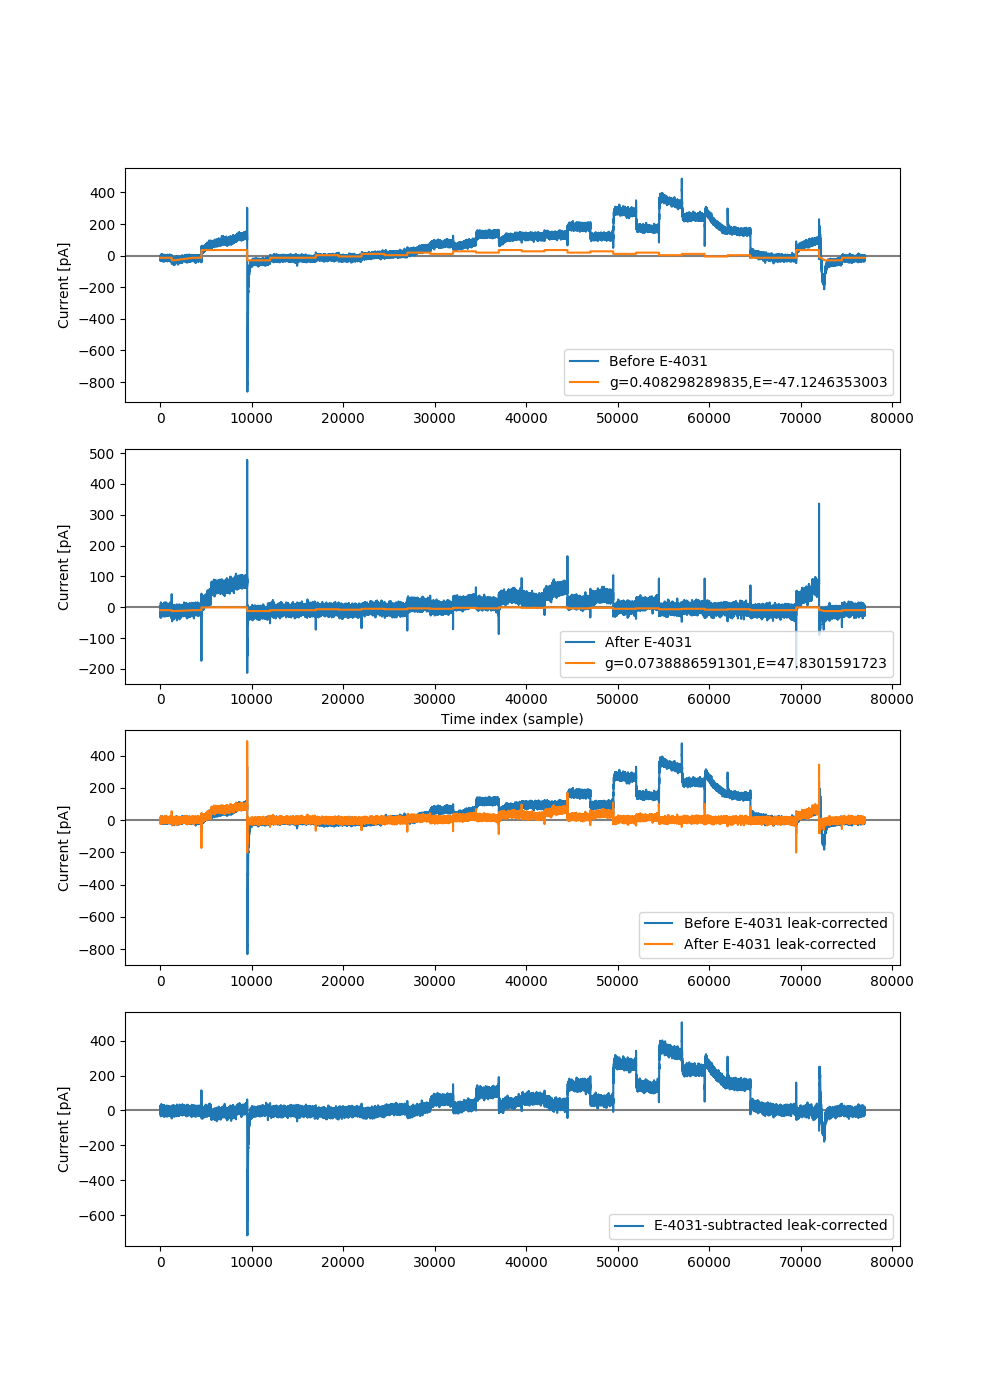 400
200
0
−200
−400
−600
−800
Current [pA]
Before E-4031
g=0.408298289835,E=-47.1246353003
0 10000 20000 30000 40000 50000 60000 70000 80000
500
400
300
200
100
0
−100
−200
Current [pA]
After E-4031
g=0.0738886591301,E=47.8301591723
0 10000 20000 30000 40000 50000 60000 70000 80000
Time index (sample)
400
200
0
−200
−400
−600
−800
Current [pA]
Before E-4031 leak-corrected
After E-4031 leak-corrected
0 10000 20000 30000 40000 50000 60000 70000 80000
400
200
0
−200
−400
−600
Current [pA]
E-4031-subtracted leak-corrected
0 10000 20000 30000 40000 50000 60000 70000 80000